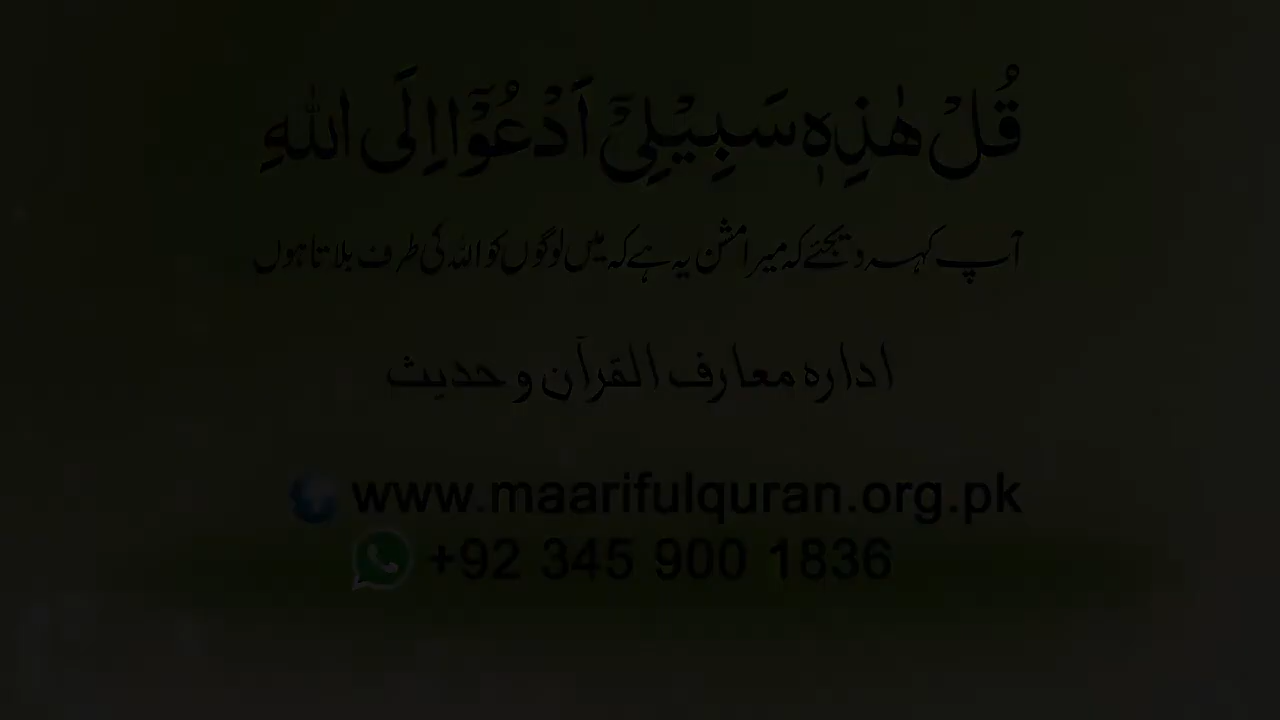 قُلْ هٰذِهٖ سَبِیْلِیْۤ اَدْعُوْۤا اِلَی اللّٰهِ
آپ کہہ دیجئے کہ میرا مشن یہ ہے کہ میں لوگوں کو اللہ کی طرف بلاتا ہوں
ادارہ معارف القرآن و حدیث
www.maarifulquran.org.pk
+92 345 900 1836